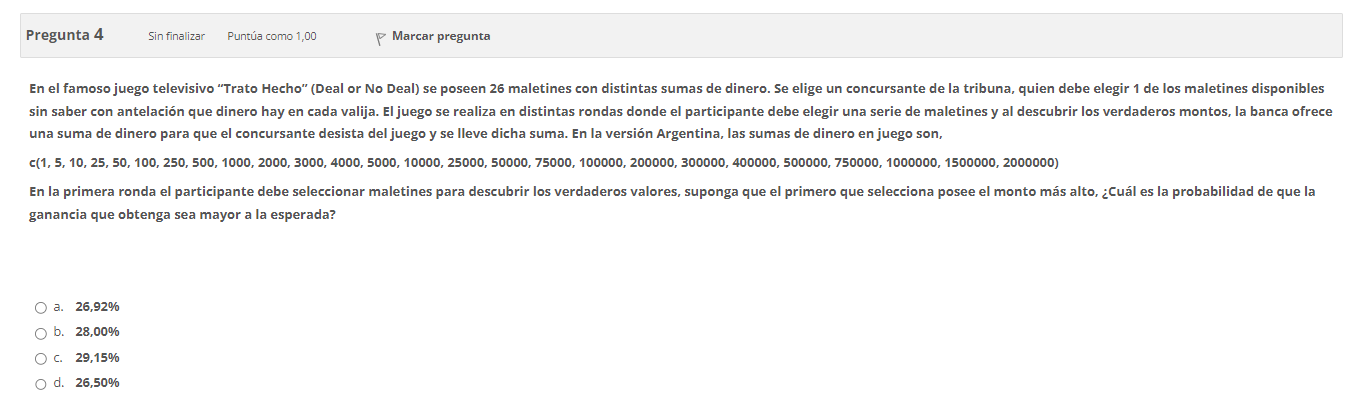 Pregunta 4 Sin finalizar Puntúa como 1,00 Marcar pregunta
En el famoso juego televisivo "Trato Hecho" (Deal or No Deal) se poseen 26 maletines con distintas sumas de dinero. Se elige un concursante de la tribuna, quien debe elegir 1 de los maletines disponibles
sin saber con antelación que dinero hay en cada valija. El juego se realiza en distintas rondas donde el participante debe elegir una serie de maletines y al descubrir los verdaderos montos, la banca ofrece
una suma de dinero para que el concursante desista del juego y se lleve dicha suma. En la versión Argentina, las sumas de dinero en juego son,
c(1, 5, 10, 25, 50, 100, 250, 500, 1000, 2000, 3000, 4000, 5000, 10000, 25000, 50000, 75000, 100000, 200000, 300000, 400000, 500000, 750000, 1000000, 1500000, 2000000)
En la primera ronda el participante debe seleccionar maletines para descubrir los verdaderos valores, suponga que el primero que selecciona posee el monto más alto, ¿Cuál es la probabilidad de que la
ganancia que obtenga sea mayor a la esperada?
a. 26,92%
b. 28,00%
c. 29,15%
d. 26,50%